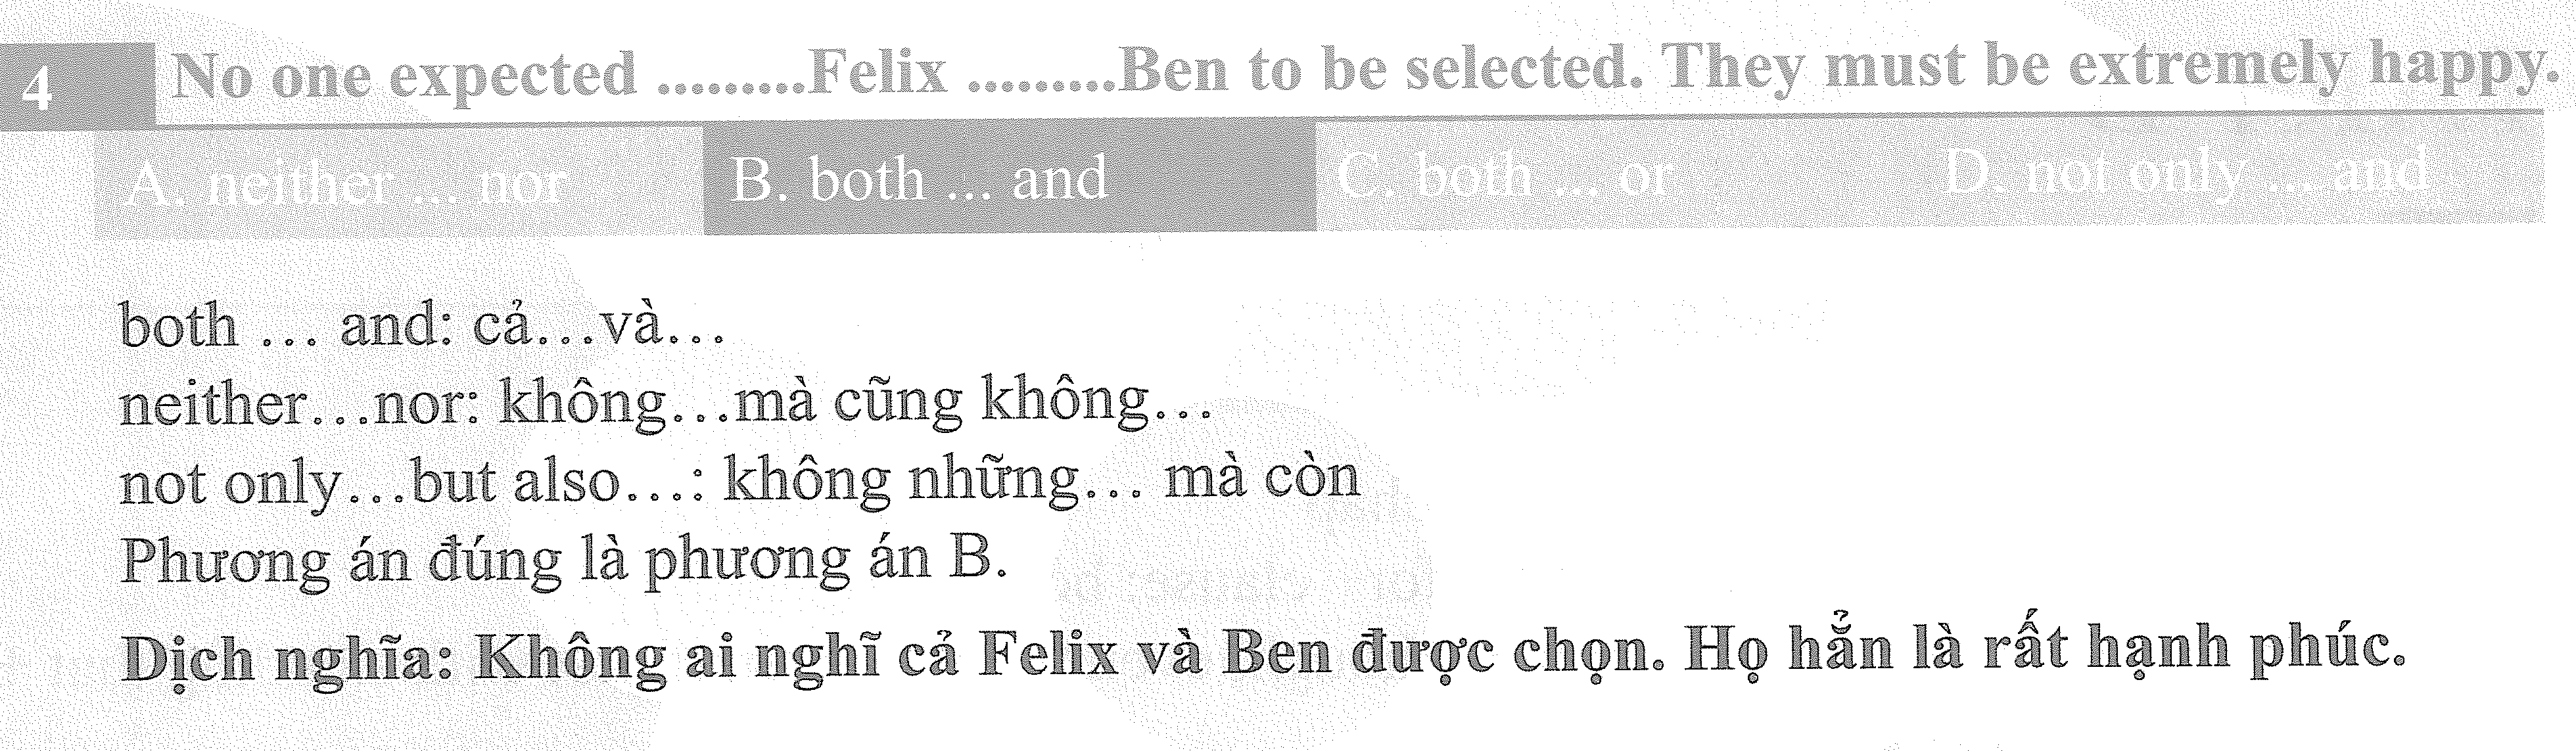 4 No one expected .........Felix .........Ben to be selected. They must be extremely happy.
A. neither ... nor B. both ... and C. both ... or D. not only ... and
both … and: cả…và…
neither…nor: không…mà cũng không…
not only…but also…: không những… mà còn
Phương án đúng là phương án B.
Dịch nghĩa: Không ai nghĩ cả Felix và Ben được chọn. Họ hẳn là rất hạnh phúc.